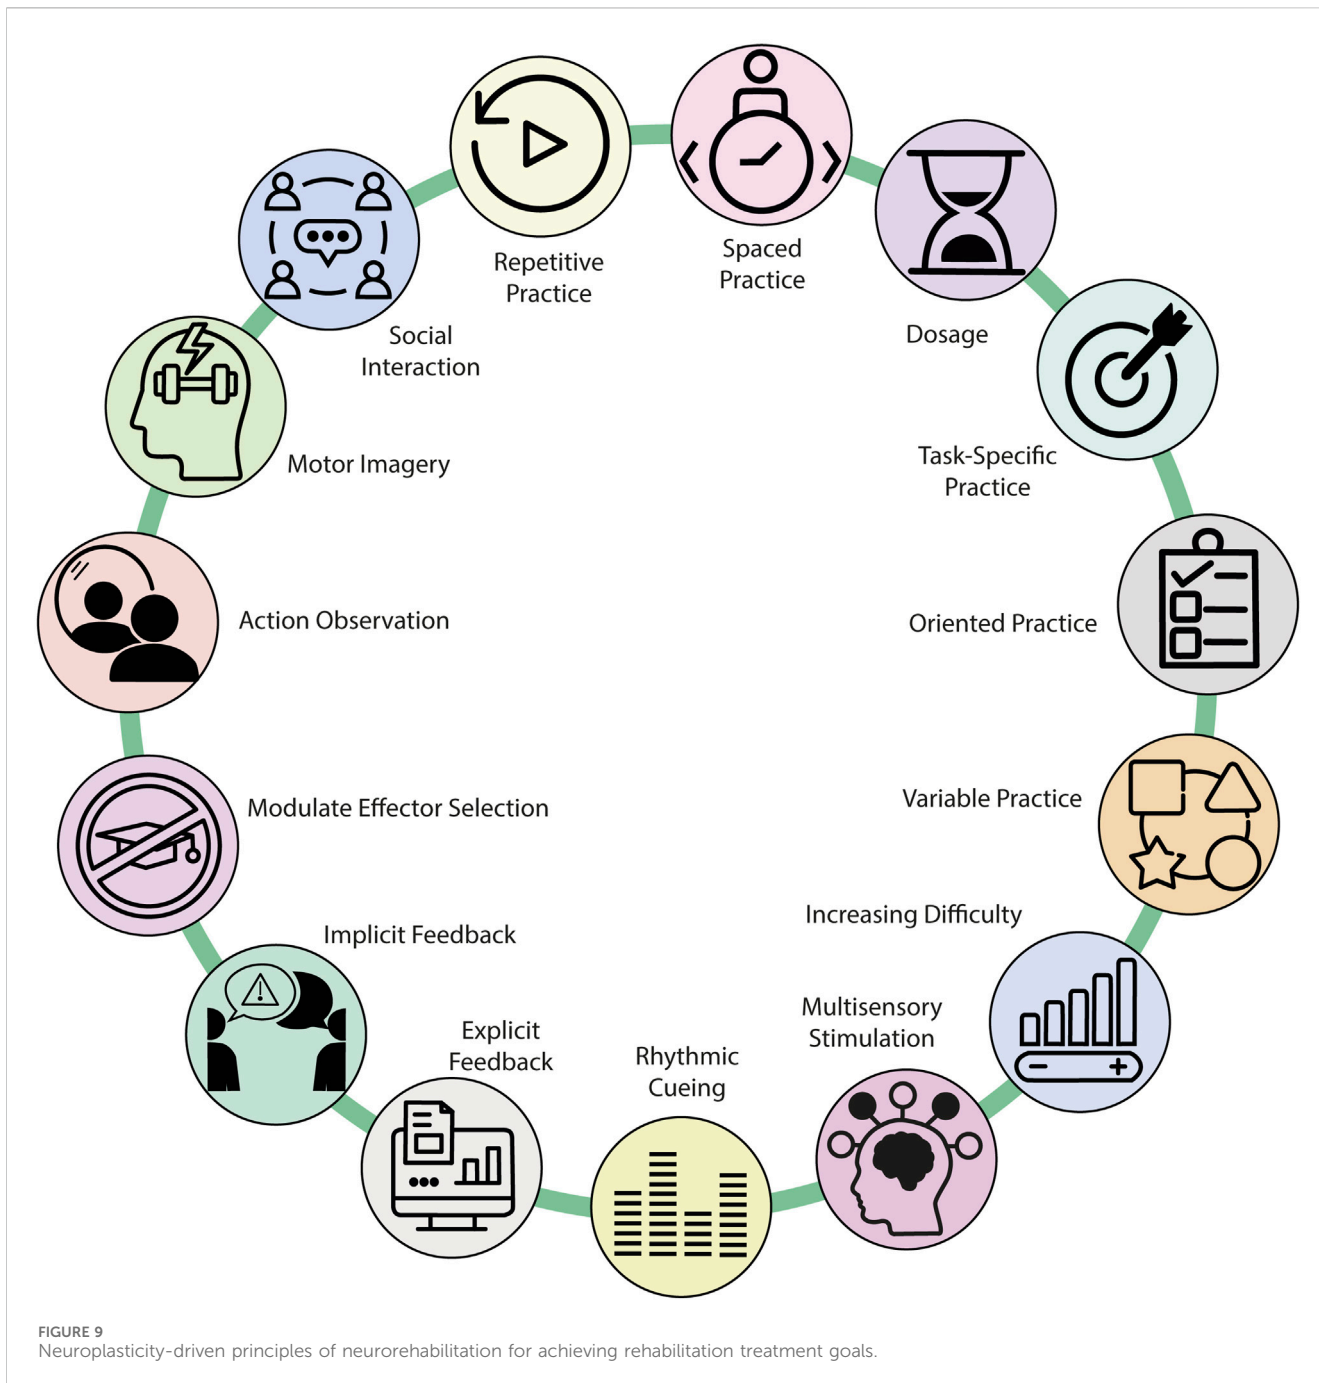 Repetitive
Practice
Spaced
Practice
Dosage
Task-Specific
Practice
Oriented Practice
Variable Practice
Increasing Difficulty
Multisensory
Stimulation
Rhythmic
Cueing
Explicit
Feedback
Implicit Feedback
Modulate Effector Selection
Action Observation
Motor Imagery
Social
Interaction
FIGURE 9
Neuroplasticity-driven principles of neurorehabilitation for achieving rehabilitation treatment goals.